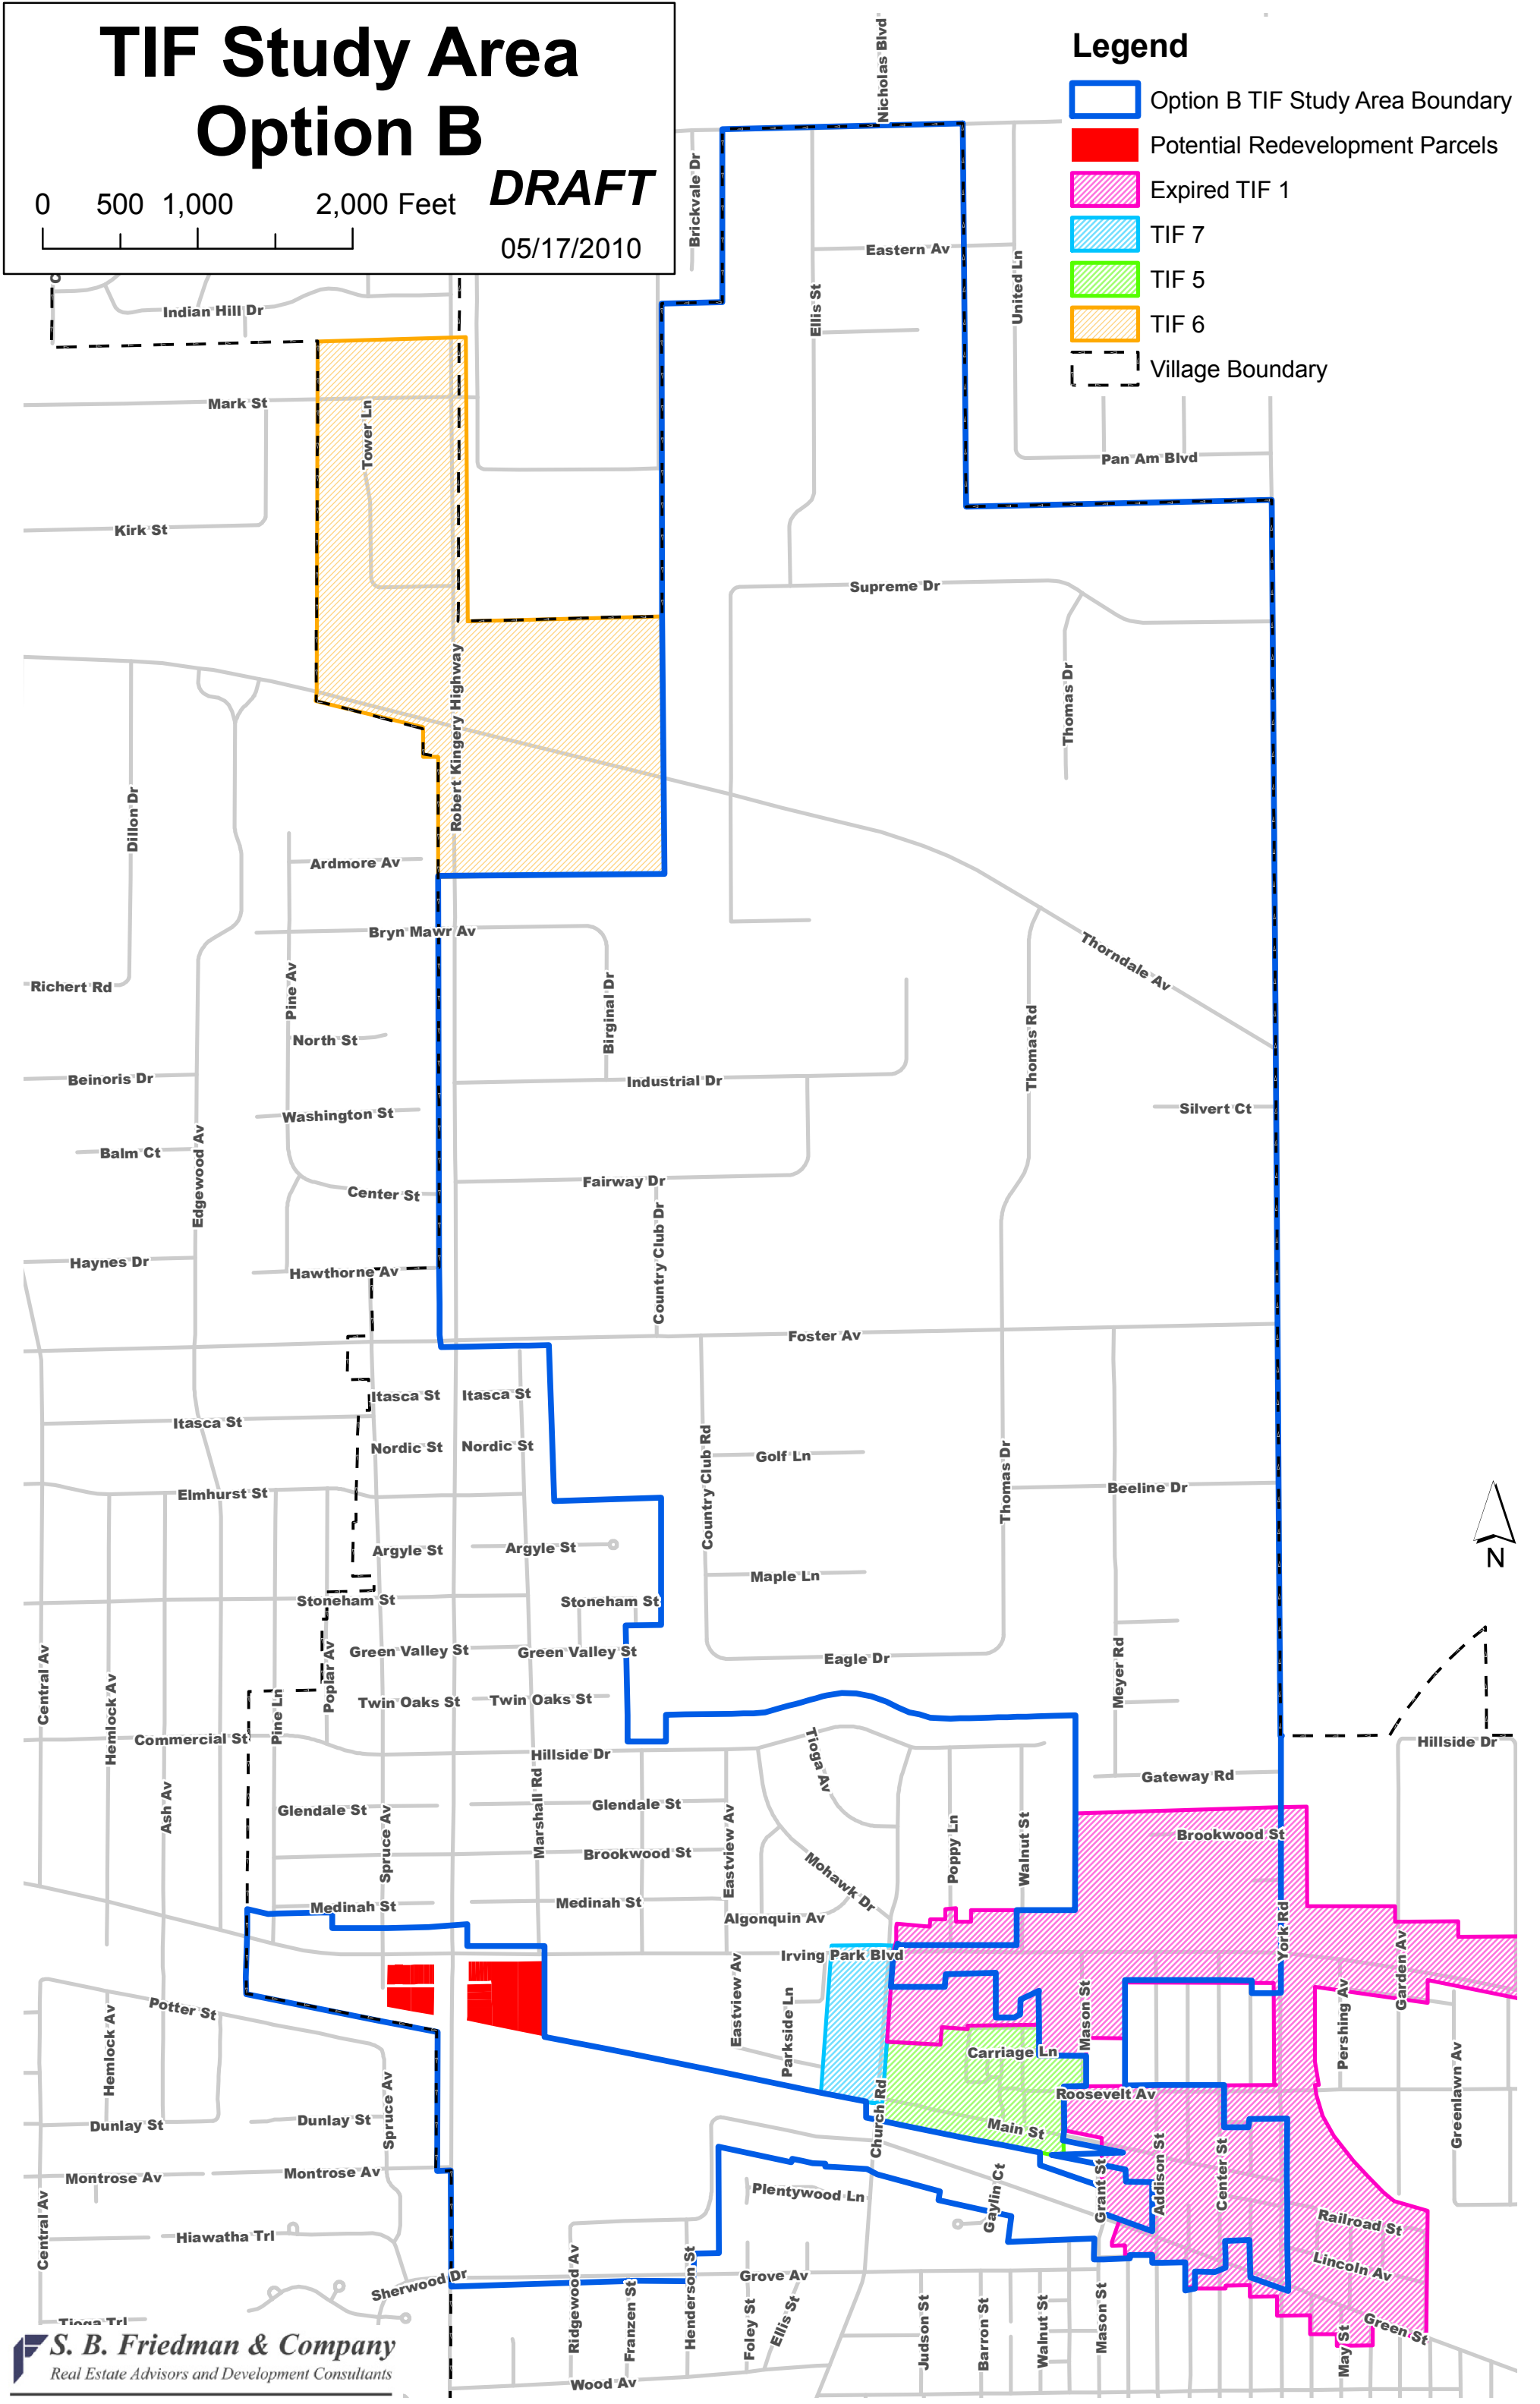 TIF Study Area
Option B
DRAFT
0 500 1,000 2,000 Feet
05/17/2010
Legend
Option B TIF Study Area Boundary
Potential Redevelopment Parcels
Expired TIF 1
TIF 7
TIF 5
TIF 6
Village Boundary
Nicholas Blvd
Brickvale Dr
Eastern Av
Ellis St
United Ln
Indian Hill Dr
Mark St
Tower Ln
Pan Am Blvd
Kirk St
Supreme Dr
Robert Kingery Highway
Thomas Dr
Dillon Dr
Ardmore Av
Bryn Mawr Av
Thorndale Av
Richert Rd
Pine Av
Birginal Dr
Thomas Rd
North St
Beinoris Dr
Industrial Dr
Washington St
Silvert Ct
Balm Ct
Edgewood Av
Center St
Fairway Dr
Country Club Dr
Haynes Dr
Hawthorne Av
Foster Av
Itasca St
Itasca St
Itasca St
Nordic St
Nordic St
Country Club Rd
Golf Ln
Thomas Dr
Beeline Dr
Elmhurst St
Argyle St
Argyle St
N
Maple Ln
Stoneham St
Stoneham St
Green Valley St
Green Valley St
Eagle Dr
Meyer Rd
Central Av
Hemlock Av
Pine Ln
Poplar Av
Twin Oaks St
Twin Oaks St
Commercial St
Hillside Dr
Tioga Av
Hillside Dr
Gateway Rd
Ash Av
Glendale St
Glendale St
Spruce Av
Marshall Rd
Eastview Av
Poppy Ln
Walnut St
Brookwood St
Brookwood St
Mohawk Dr
Medinah St
Medinah St
Algonquin Av
York Rd
Irving Park Blvd
Garden Av
Potter St
Hemlock Av
Eastview Av
Parkside Ln
Mason St
Pershing Av
Carriage Ln
Greenlawn Av
Roosevelt Av
Dunlay St
Dunlay St
Spruce Av
Church Rd
Main St
Montrose Av
Montrose Av
Plentywood Ln
Gaylin Ct
Grant St
Addison St
Center St
Central Av
Hiawatha Trl
Railroad St
Lincoln Av
Sherwood Dr
Ridgewood Av
Franzen St
Henderson St
Grove Av
Foley St
Ellis St
Judson St
Barron St
Walnut St
Mason St
Green St
May St
Tioga Trl
Wood Av
S. B. Friedman & Company
Real Estate Advisors and Development Consultants